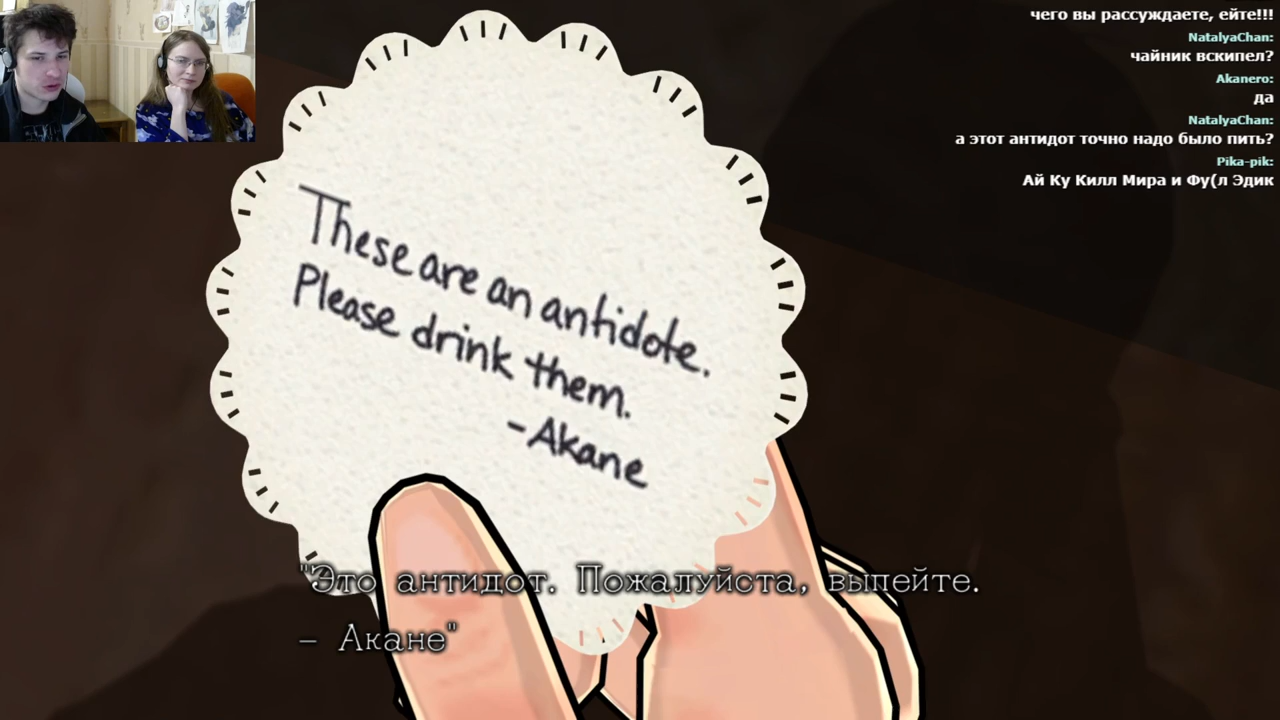 These are an antidote.
Please drink them.
-Akane
"Это антидот. Пожалуйста, выпейте.
– Акане"
чего вы рассуждаете, ейте!!!
NatalyaChan:
чайник вскипел?
Akanero:
да
NatalyaChan:
а этот антидот точно надо было пить?
Pika-pik:
Ай Ку Килл Мира и Фу(л Эдик